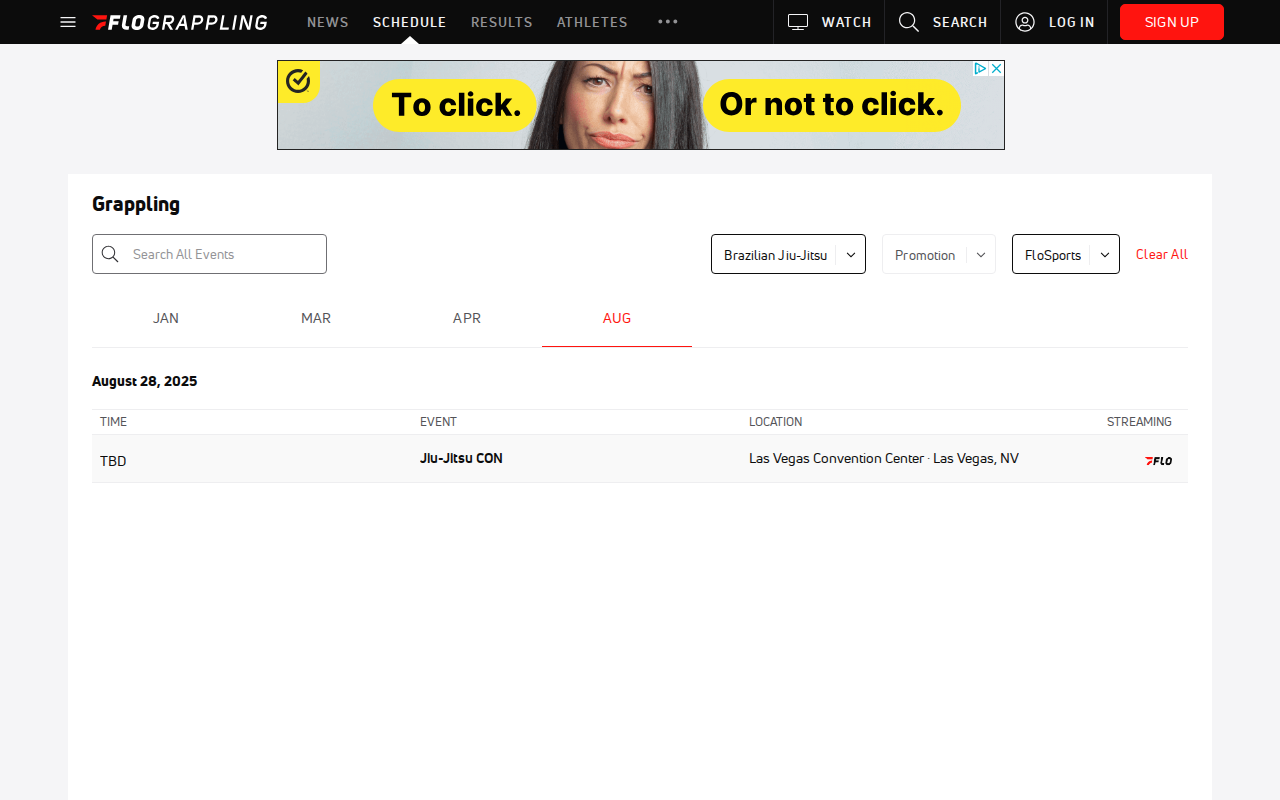 FLOGRAPPLING NEWS SCHEDULE RESULTS ATHLETES ••• WATCH SEARCH LOG IN SIGN UP
To click. Or not to click.
Grappling
Search All Events Brazilian Jiu-Jitsu Promotion FloSports Clear All
JAN MAR APR AUG
August 28, 2025
TIME EVENT LOCATION STREAMING
TBD Jiu-Jitsu CON Las Vegas Convention Center · Las Vegas, NV FLO